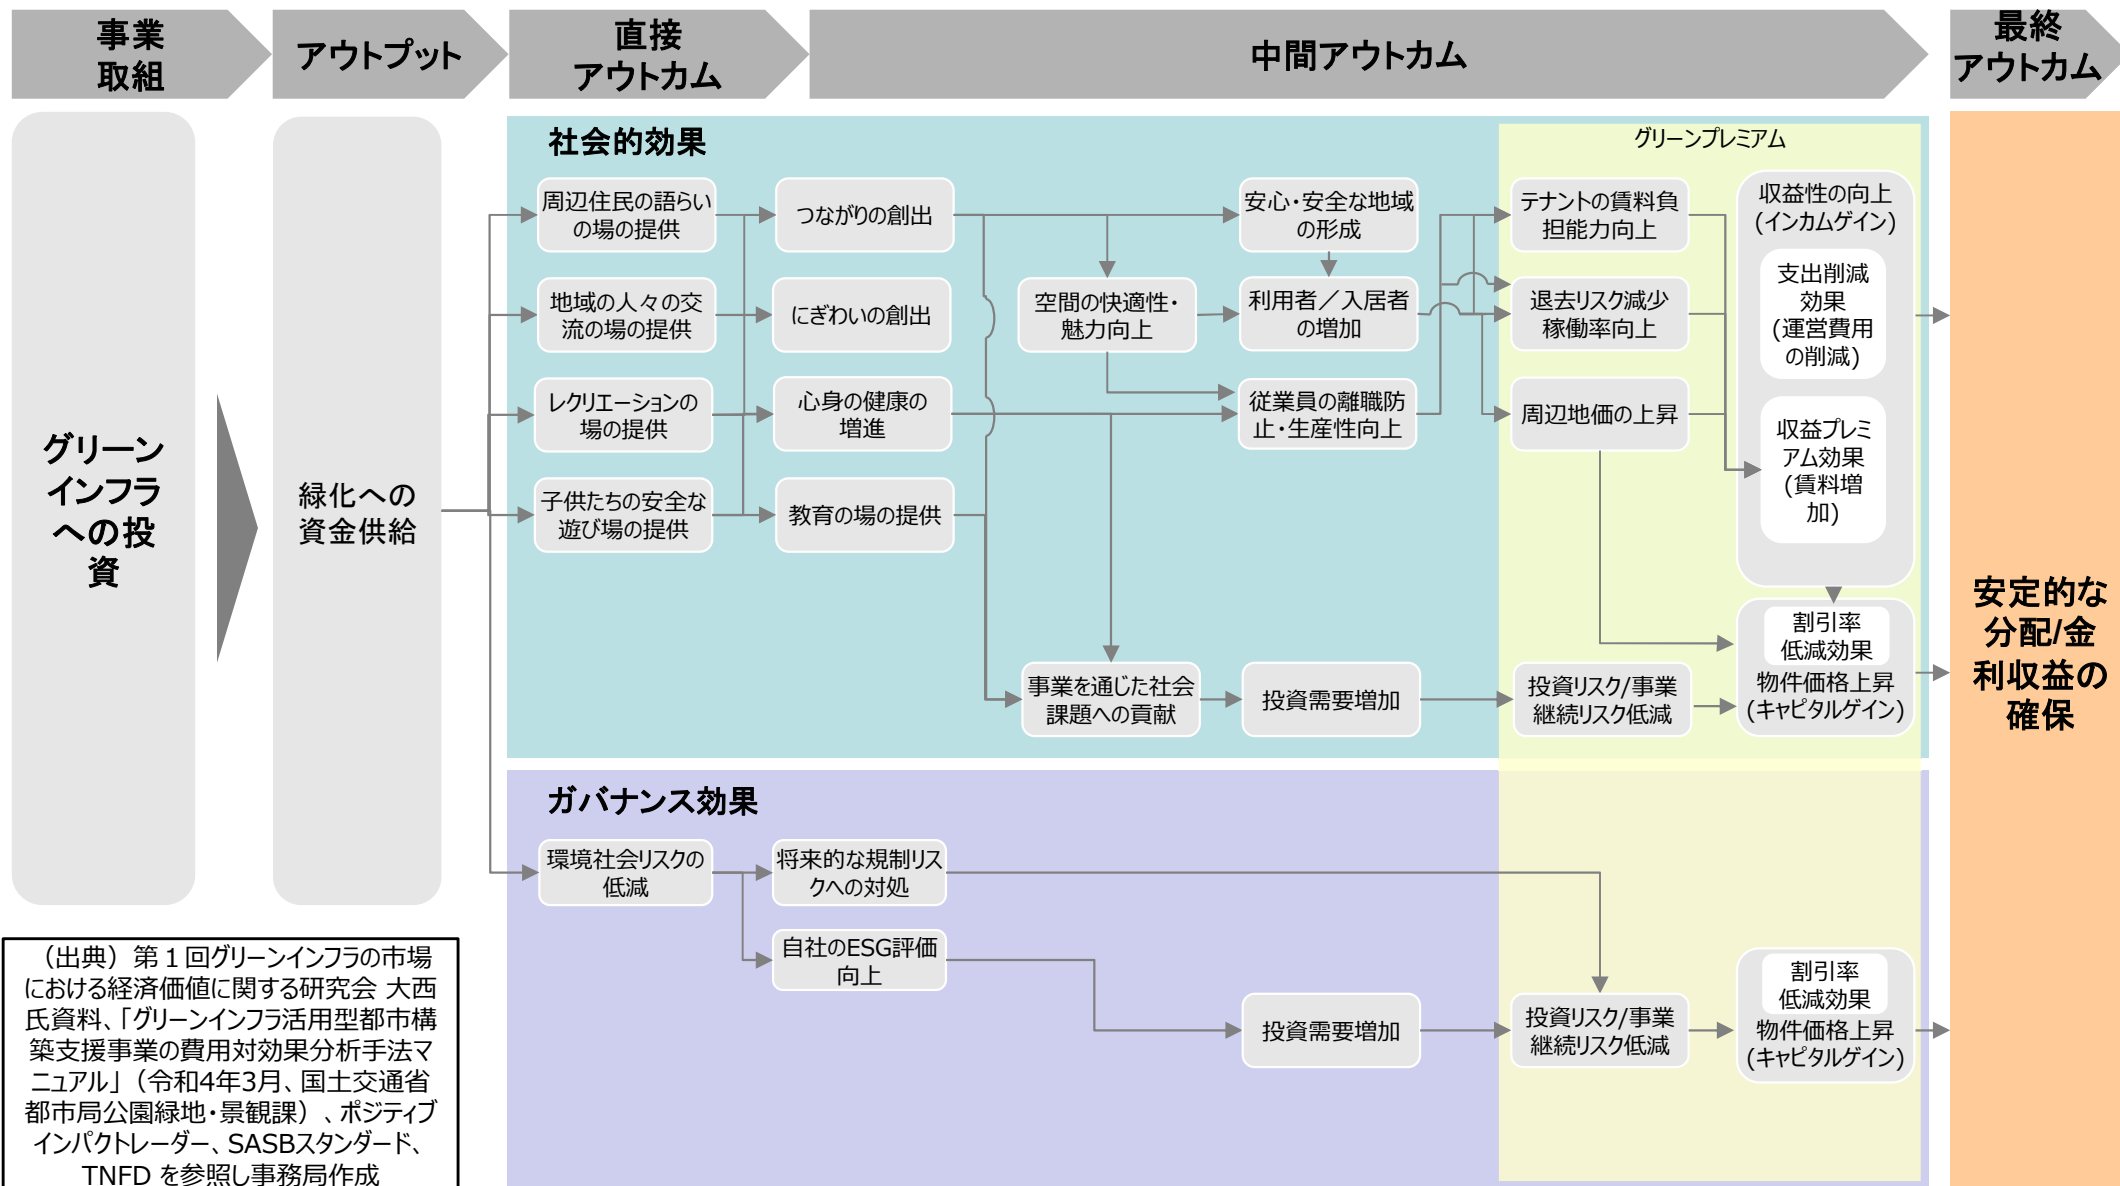 事業
取組
アウトプット
直接
アウトカム
中間アウトカム
最終
アウトカム
グリーン
インフラ
への投
資
緑化への
資金供給
社会的効果
グリーンプレミアム
周辺住民の語らい
の場の提供
つながりの創出
安心・安全な地域
の形成
テナントの賃料負
担能力向上
収益性の向上
(インカムゲイン)
支出削減
効果
(運営費用
の削減)
地域の人々の交
流の場の提供
にぎわいの創出
空間の快適性・
魅力向上
利用者／入居者
の増加
退去リスク減少
稼働率向上
レクリエーションの
場の提供
心身の健康の
増進
従業員の離職防
止・生産性向上
周辺地価の上昇
収益プレミ
アム効果
(賃料増
加)
子供たちの安全な
遊び場の提供
教育の場の提供
事業を通じた社会
課題への貢献
投資需要増加
投資リスク/事業
継続リスク低減
割引率
低減効果
物件価格上昇
(キャピタルゲイン)
安定的な
分配/金
利収益の
確保
ガバナンス効果
環境社会リスクの
低減
将来的な規制リス
クへの対処
自社のESG評価
向上
投資需要増加
投資リスク/事業
継続リスク低減
割引率
低減効果
物件価格上昇
(キャピタルゲイン)
（出典）第１回グリーンインフラの市場
における経済価値に関する研究会 大西
氏資料、「グリーンインフラ活用型都市構
築支援事業の費用対効果分析手法マ
ニュアル」（令和4年3月、国土交通省
都市局公園緑地・景観課）、ポジティブ
インパクトレーダー、SASBスタンダード、
TNFD を参照し事務局作成